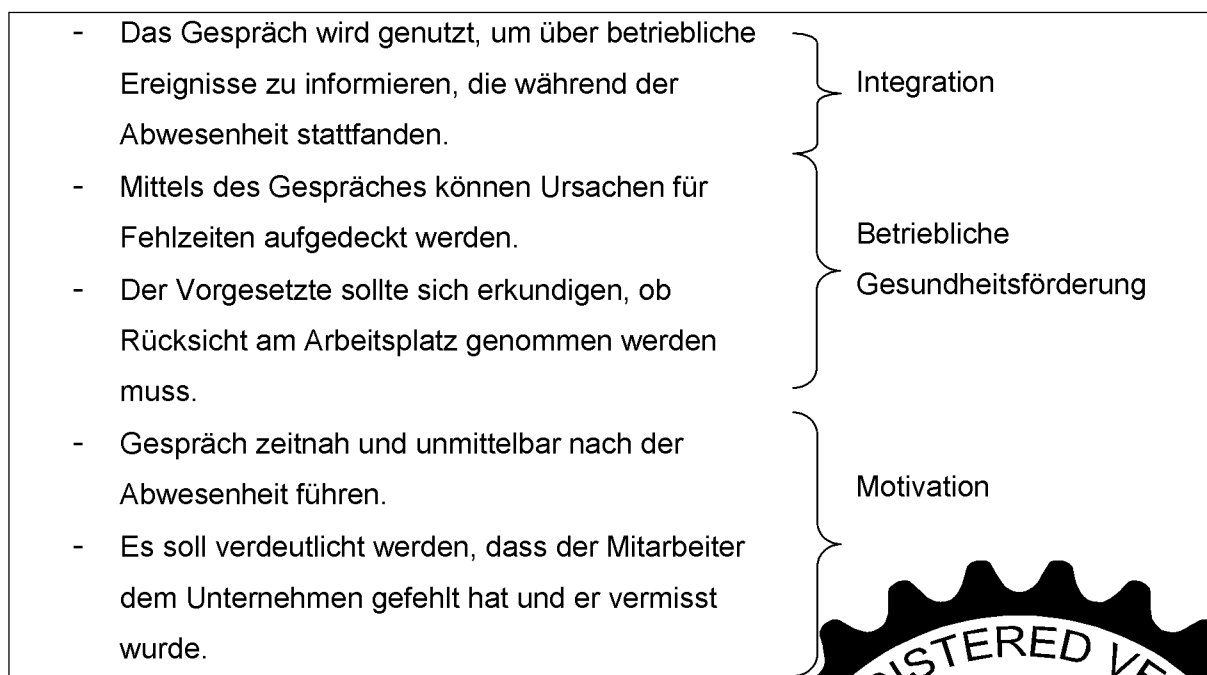 - Das Gespräch wird genutzt, um über betriebliche
Ereignisse zu informieren, die während der
Abwesenheit stattfanden.
Integration
- Mittels des Gespräches können Ursachen für
Fehlzeiten aufgedeckt werden.
- Der Vorgesetzte sollte sich erkundigen, ob
Rücksicht am Arbeitsplatz genommen werden
muss.
Betriebliche
Gesundheitsförderung
- Gespräch zeitnah und unmittelbar nach der
Abwesenheit führen.
- Es soll verdeutlicht werden, dass der Mitarbeiter
dem Unternehmen gefehlt hat und er vermisst
wurde.
Motivation